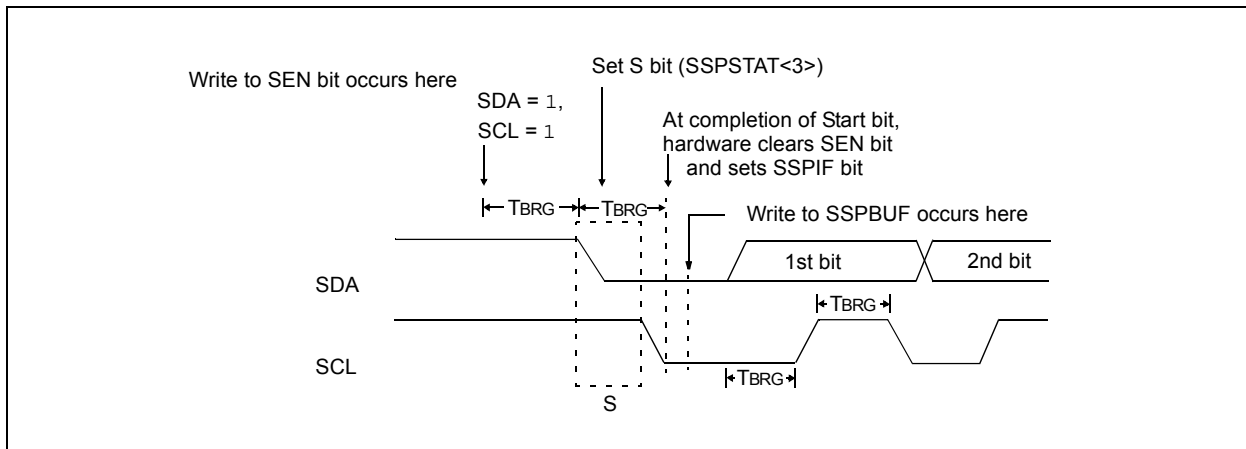 Set S bit (SSPSTAT<3>)
Write to SEN bit occurs here
SDA = 1,
SCL = 1
At completion of Start bit,
hardware clears SEN bit
and sets SSPIF bit
TBRG
TBRG
Write to SSPBUF occurs here
SDA
1st bit
2nd bit
TBRG
SCL
TBRG
S